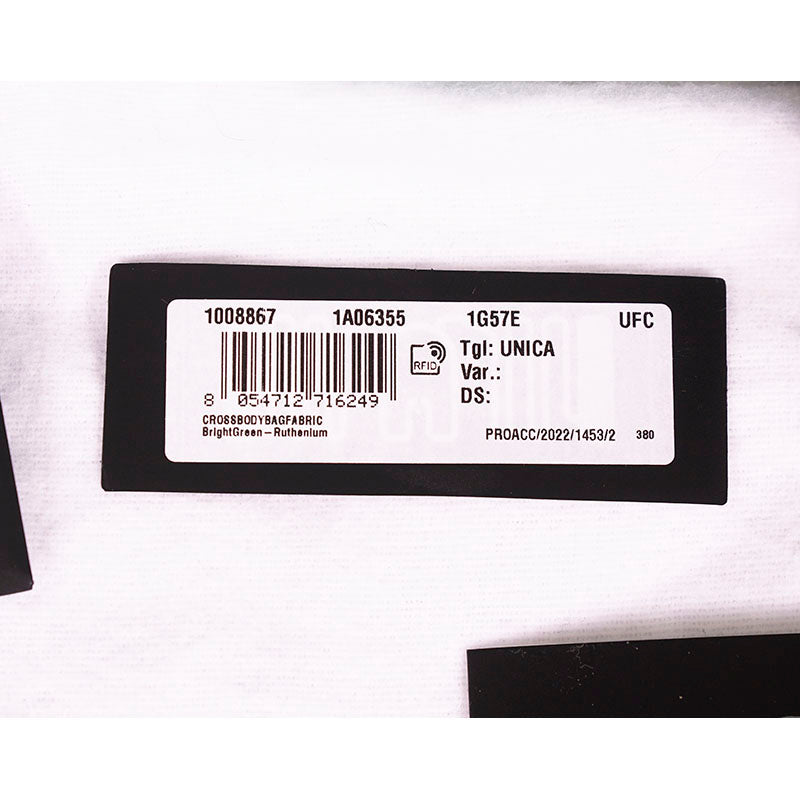 1008867 1A06355 1G57E UFC
RFID
Tgl: UNICA
Var.:
DS:
8 054712 716249
CROSSBODYBAGFABRIC
BrightGreen-Ruthenium
PROACC/2022/1453/2 380